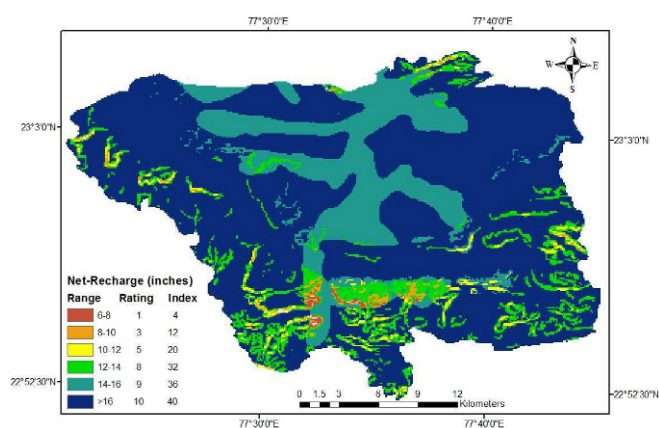 77°30'0"E 77°40'0"E
N
W E
S
23°3'0"N 23°3'0"N
Net-Recharge (inches)
Range Rating Index
6-8 1 4
8-10 3 12
10-12 5 20
12-14 8 32
14-16 9 36
>16 10 40
22°52'30"N 22°52'30"N
0 1.5 3 6 9 12
Kilometers
77°30'0"E 77°40'0"E